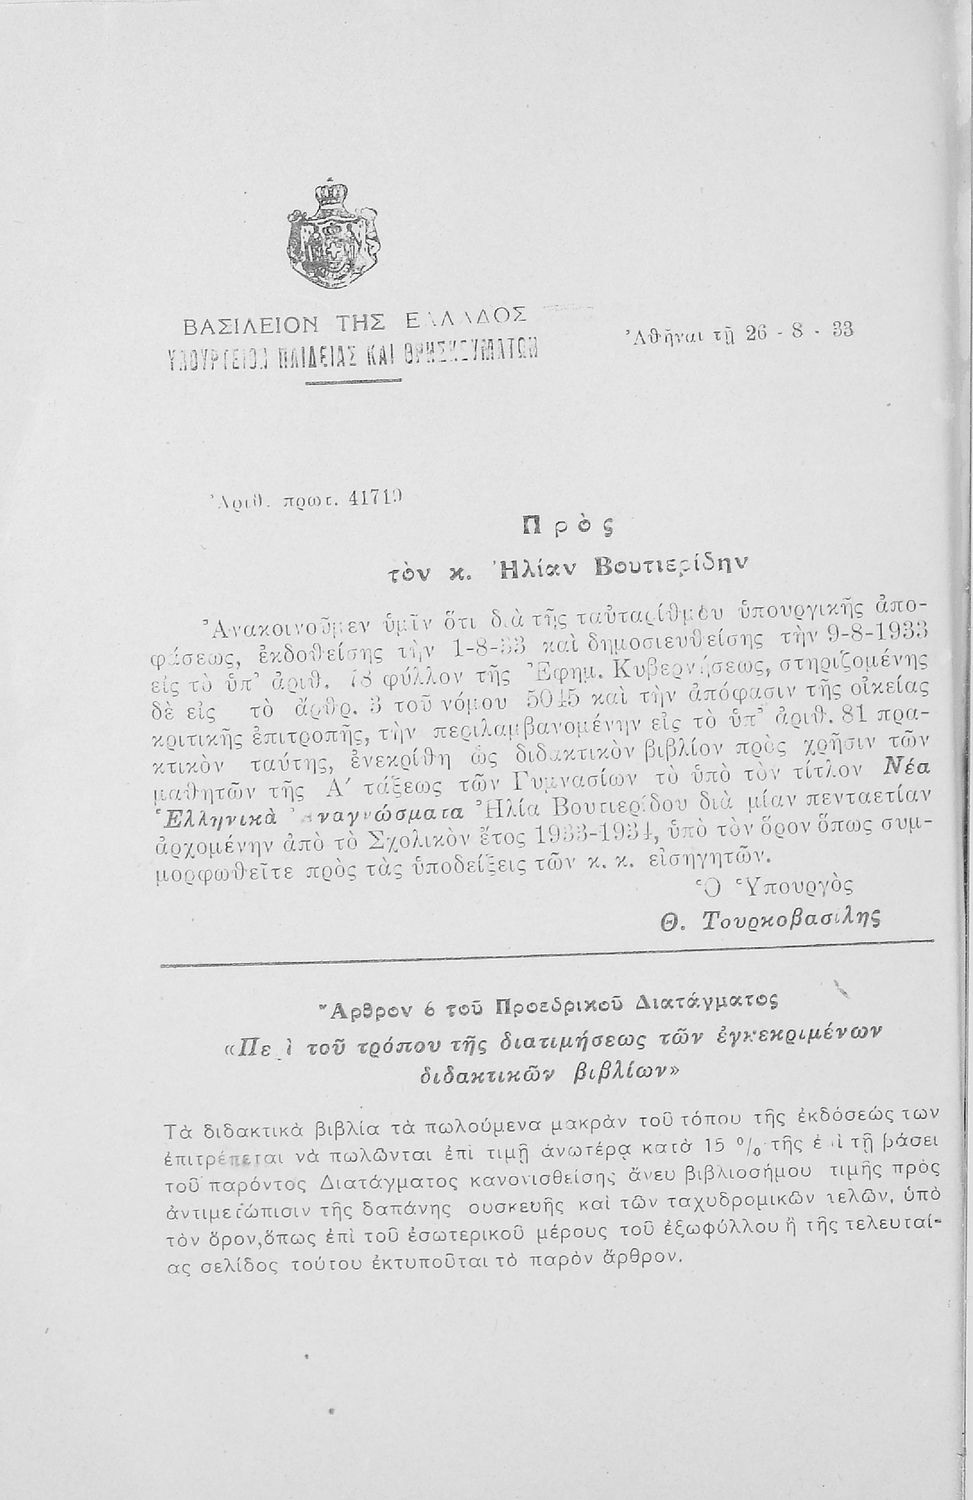 ΒΑΣΙΛΕΙΟΝ ΤΗΣ ΕΛΛΑΔΟΣ
ΥΠΟΥΡΓΕΙΟΝ ΠΑΙΔΕΙΑΣ ΚΑΙ ΘΡΗΣΚΕΥΜΑΤΩΝ
Ἀθῆναι τῇ 26 - 8 - 33
Ἀριθ. πρωτ. 41719
Πρὸς
τὸν κ. Ἠλίαν Βουτιερίδην
Ἀνακοινοῦμεν ὑμῖν ὅτι διὰ τῆς ταὐταρίθμου ὑπουργικῆς ἀπο-
φάσεως, ἐκδοθείσης τὴν 1-8-33 καὶ δημοσιευθείσης τὴν 9-8-1933
εἰς τὸ ὑπ' ἀριθ. 78 φύλλον τῆς Ἐφημ. Κυβερνήσεως, στηριζομένης
δὲ εἰς τὸ ἄρθρ. 3 τοῦ νόμου 5045 καὶ τὴν ἀπόφασιν τῆς οἰκείας
κριτικῆς ἐπιτροπῆς, τὴν περιλαμβανομένην εἰς τὸ ὑπ' ἀριθ. 81 πρα-
κτικὸν ταύτης, ἐνεκρίθη ὡς διδακτικὸν βιβλίον πρὸς χρῆσιν τῶν
μαθητῶν τῆς Α΄ τάξεως τῶν Γυμνασίων τὸ ὑπὸ τὸν τίτλον Νέα
Ἑλληνικὰ Ἀναγνώσματα Ἠλία Βουτιερίδου διὰ μίαν πενταετίαν
ἀρχομένην ἀπὸ τὸ Σχολικὸν ἔτος 1933-1934, ὑπὸ τὸν ὅρον ὅπως συμ-
μορφωθεῖτε πρὸς τὰς ὑποδείξεις τῶν κ. κ. εἰσηγητῶν.
Ὁ Ὑπουργὸς
Θ. Τουρκοβασίλης
Ἄρθρον 6 τοῦ Προεδρικοῦ Διατάγματος
«Περὶ τοῦ τρόπου τῆς διατιμήσεως τῶν ἐγκεκριμένων
διδακτικῶν βιβλίων»
Τὰ διδακτικὰ βιβλία τὰ πωλούμενα μακρὰν τοῦ τόπου τῆς ἐκδόσεώς των
ἐπιτρέπεται νὰ πωλῶνται ἐπὶ τιμῇ ἀνωτέρᾳ κατὰ 15 % τῆς ἐπὶ τῇ βάσει
τοῦ παρόντος Διατάγματος κανονισθείσης ἄνευ βιβλιοσήμου τιμῆς πρὸς
ἀντιμετώπισιν τῆς δαπάνης συσκευῆς καὶ τῶν ταχυδρομικῶν τελῶν, ὑπὸ
τὸν ὅρον, ὅπως ἐπὶ τοῦ ἐσωτερικοῦ μέρους τοῦ ἐξωφύλλου ἢ τῆς τελευταί-
ας σελίδος τούτου ἐκτυποῦται τὸ παρὸν ἄρθρον.